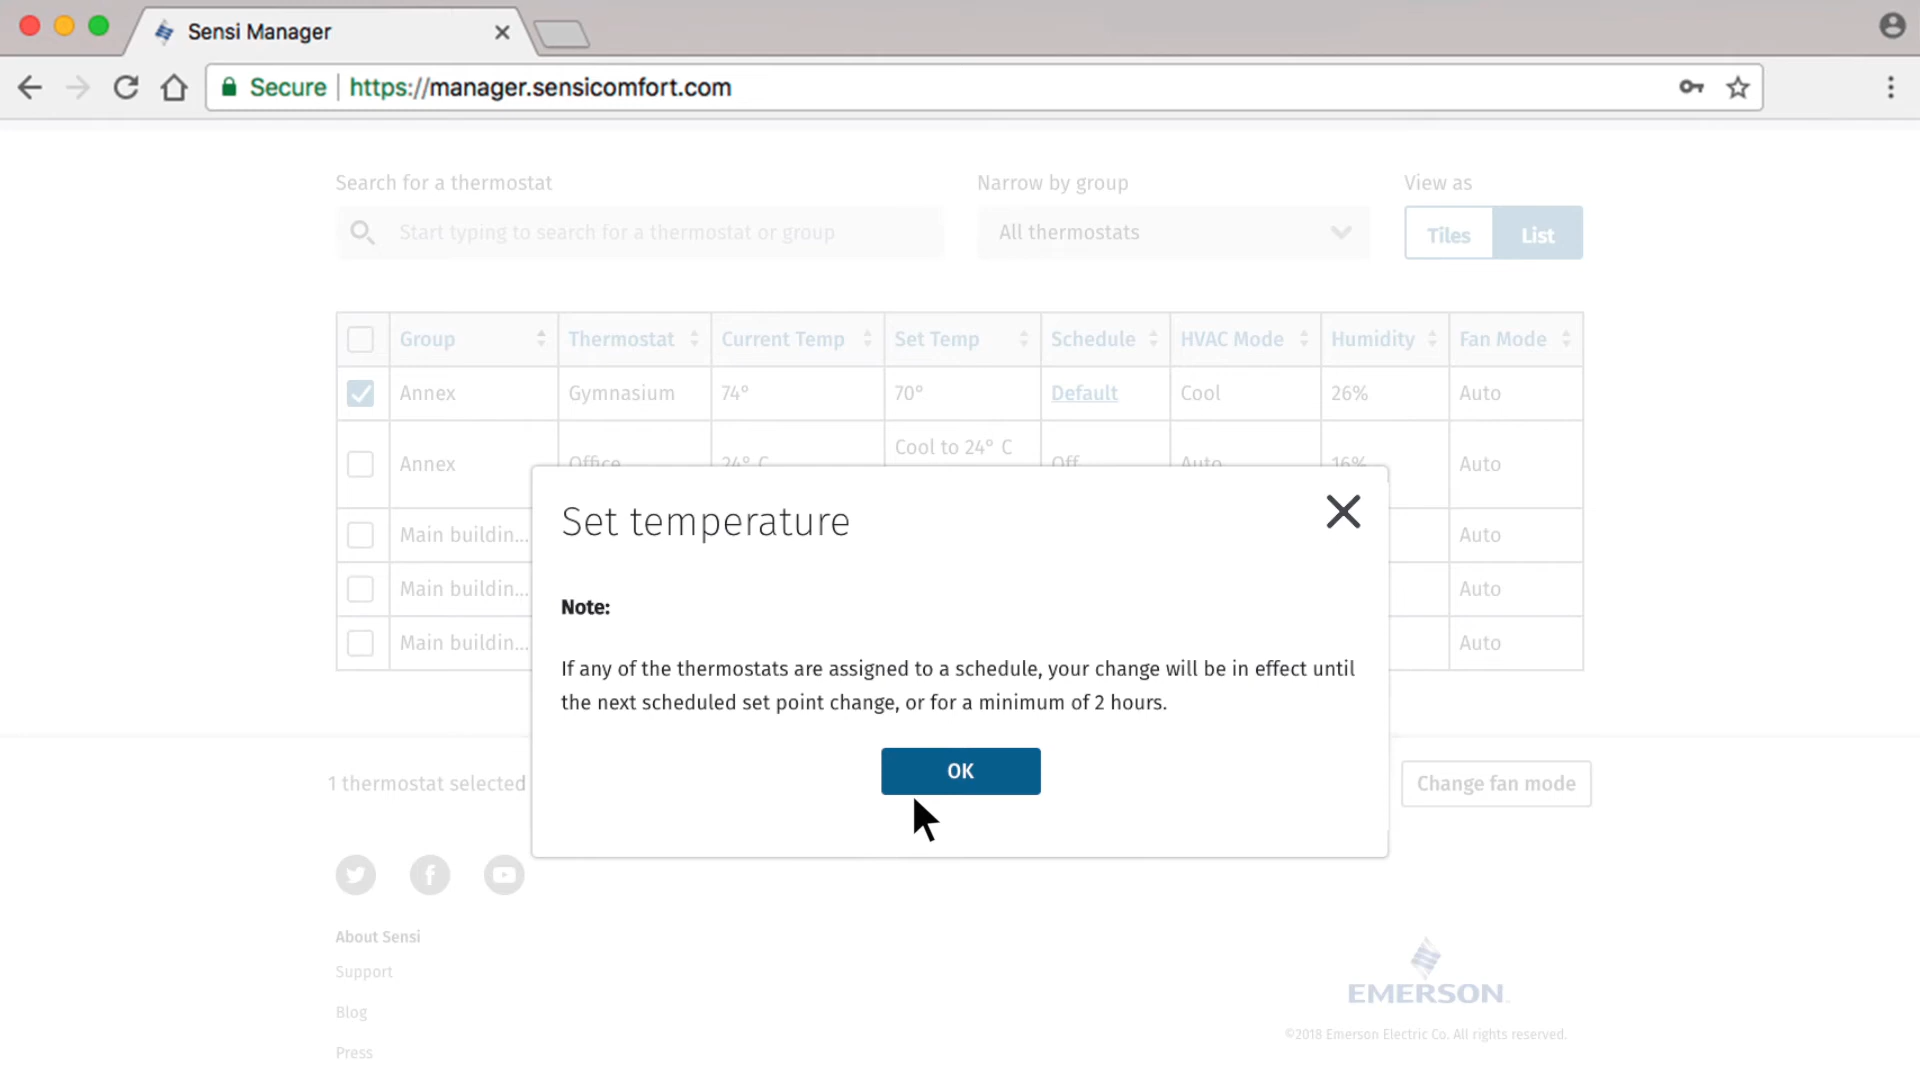 Sensi Manager
Secure https://manager.sensicomfort.com
Search for a thermostat
Narrow by group
View as
Start typing to search for a thermostat or group
All thermostats
Tiles
List
Group Thermostat Current Temp Set Temp Schedule HVAC Mode Humidity Fan Mode
Annex Gymnasium 74° 70° Default Cool 26% Auto
Cool to 24° C
Annex Office 24° C Off Auto 16% Auto
Main buildin... Auto
Main buildin... Auto
Main buildin... Auto
Set temperature
Note:
If any of the thermostats are assigned to a schedule, your change will be in effect until
the next scheduled set point change, or for a minimum of 2 hours.
OK
1 thermostat selected
Change fan mode
About Sensi
Support
Blog
Press
EMERSON
©2018 Emerson Electric Co. All rights reserved.